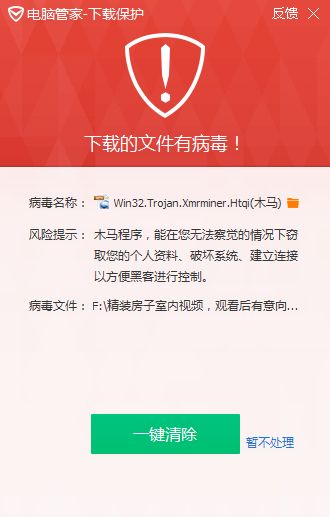 电脑管家-下载保护 反馈
下载的文件有病毒！
病毒名称： Win32.Trojan.Xmrminer.Htqi(木马)
风险提示： 木马程序，能在您无法察觉的情况下窃
取您的个人资料、破坏系统、建立连接
以方便黑客进行控制。
病毒文件： F:\精装房子室内视频，观看后有意向...
一键清除
暂不处理